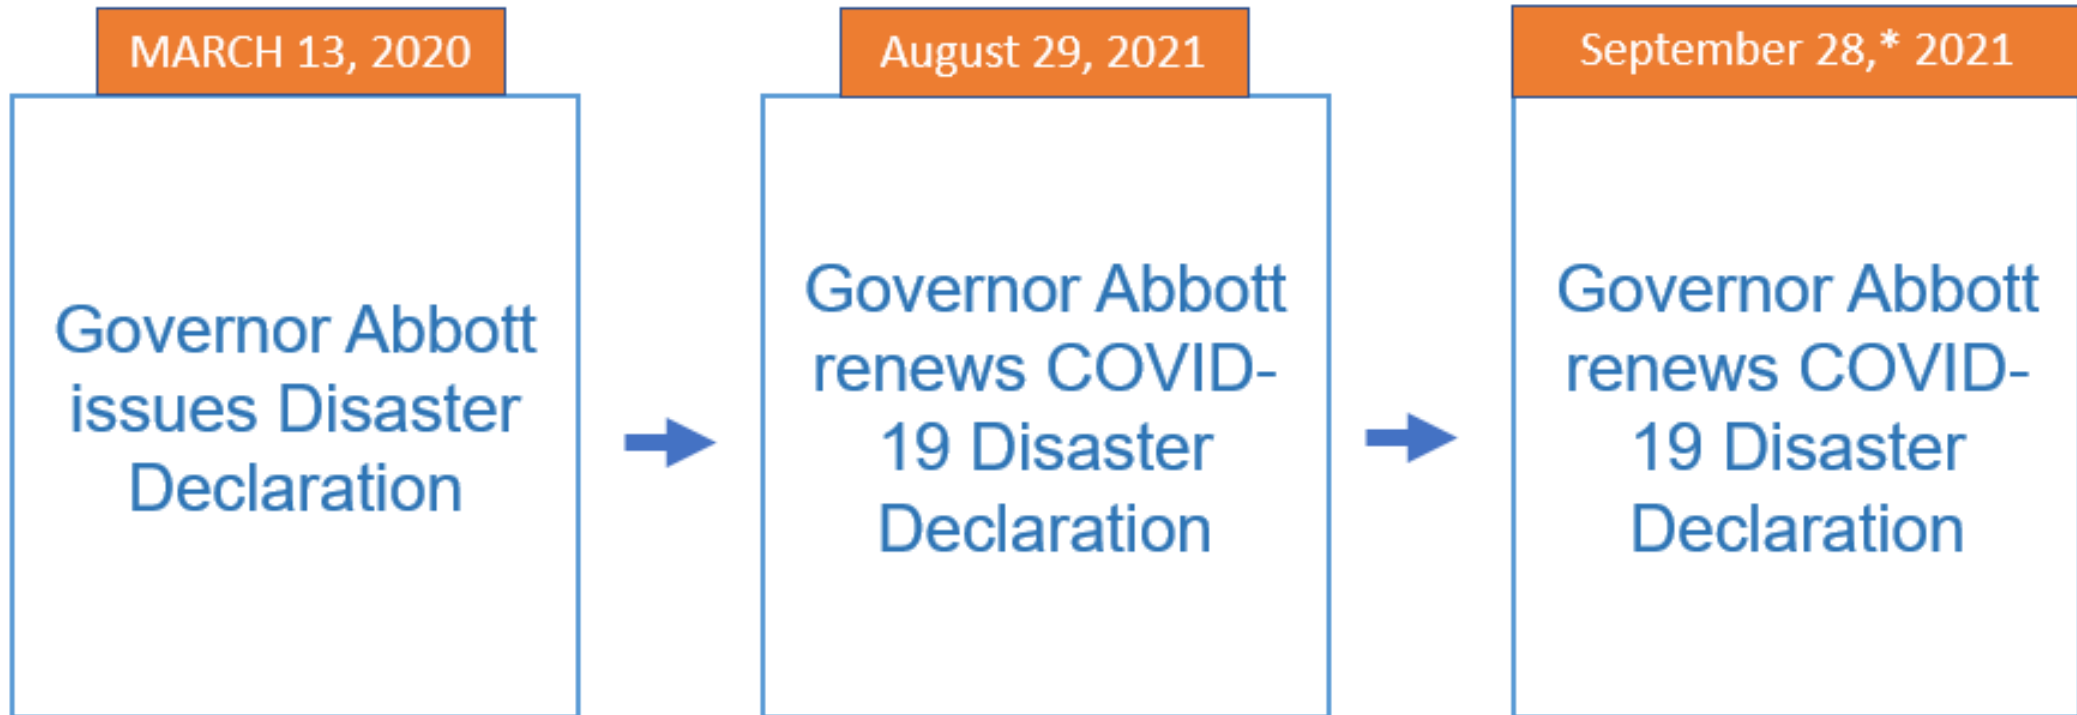 MARCH 13, 2020
Governor Abbott
issues Disaster
Declaration
August 29, 2021
Governor Abbott
renews COVID-
19 Disaster
Declaration
September 28,* 2021
Governor Abbott
renews COVID-
19 Disaster
Declaration